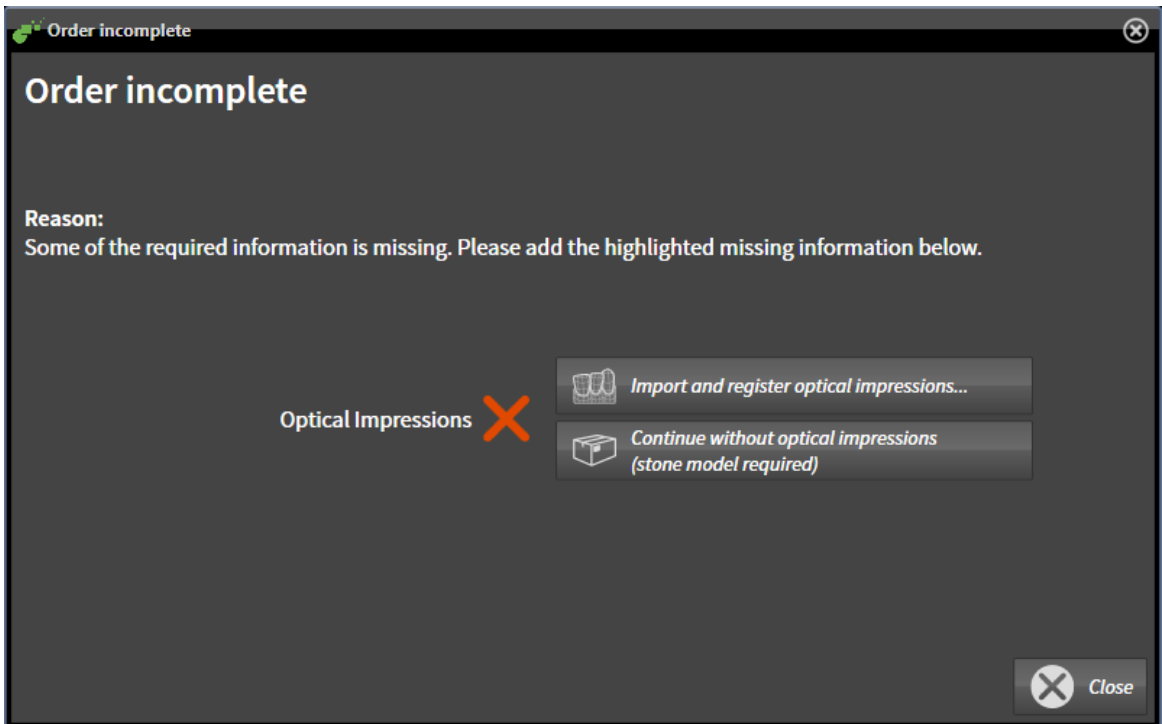 Order incomplete
Order incomplete
Reason:
Some of the required information is missing. Please add the highlighted missing information below.
Optical Impressions
Import and register optical impressions...
Continue without optical impressions
(stone model required)
Close